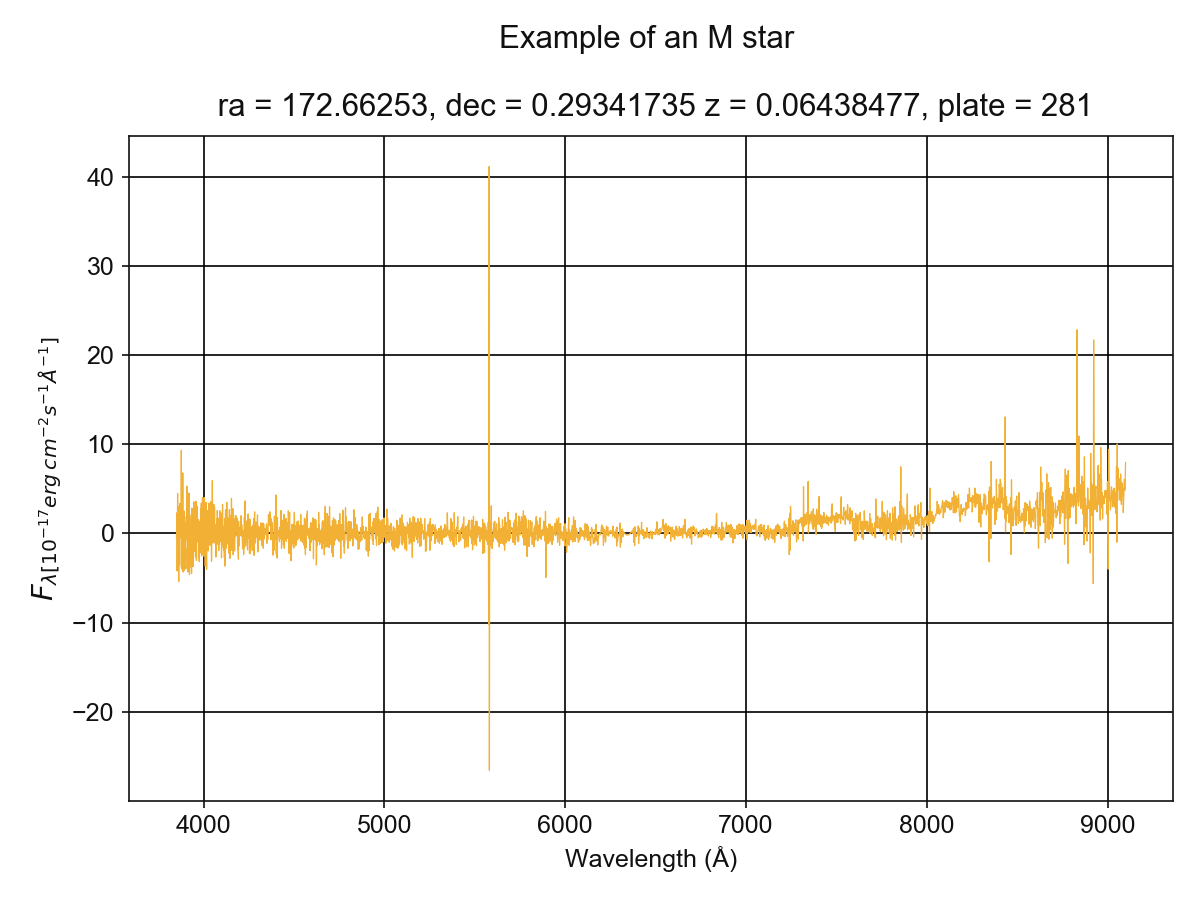 Example of an M star
ra = 172.66253, dec = 0.29341735 z = 0.06438477, plate = 281
40
30
20
10
0
−10
−20
F_λ[10⁻¹⁷ erg cm⁻² s⁻¹ Å⁻¹]
4000 5000 6000 7000 8000 9000
Wavelength (Å)